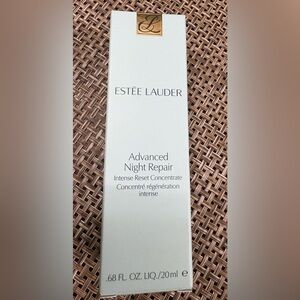 ESTĒE LAUDER
Advanced
Night Repair
Intense Reset Concentrate
Concentré régénération
intense
.68 FL. OZ. LIQ./20ml ℮